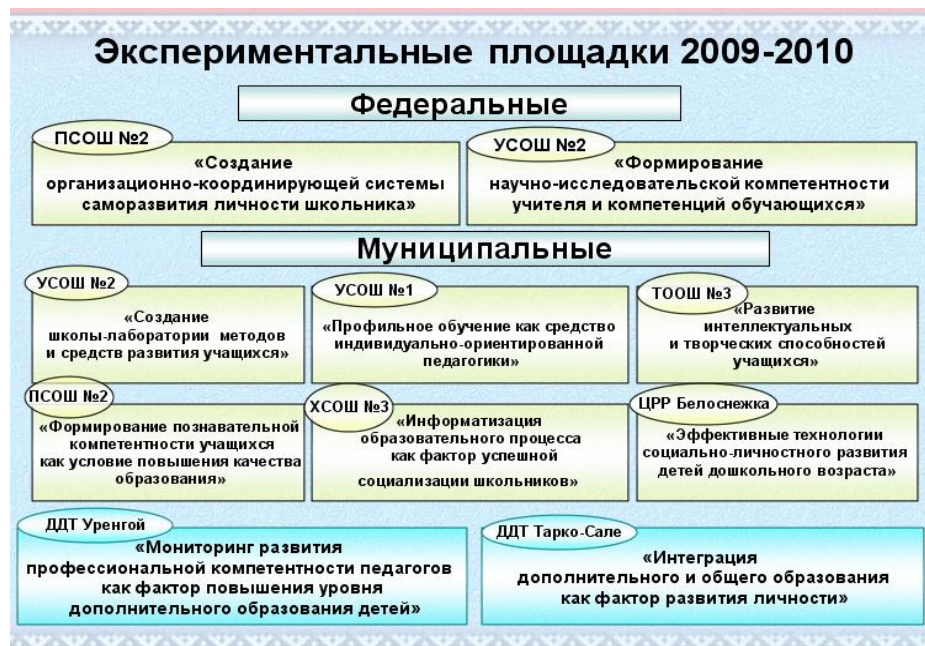 Экспериментальные площадки 2009-2010
Федеральные
ПСОШ №2
«Создание
организационно-координирующей системы
саморазвития личности школьника»
УСОШ №2
«Формирование
научно-исследовательской компетентности
учителя и компетенций обучающихся»
Муниципальные
УСОШ №2
«Создание
школы-лаборатории методов
и средств развития учащихся»
УСОШ №1
«Профильное обучение как средство
индивидуально-ориентированной
педагогики»
ТООШ №3
«Развитие
интеллектуальных
и творческих способностей
учащихся»
ПСОШ №2
«Формирование познавательной
компетентности учащихся
как условие повышения качества
образования»
ХСОШ №3
«Информатизация
образовательного процесса
как фактор успешной
социализации школьников»
ЦРР Белоснежка
«Эффективные технологии
социально-личностного развития
детей дошкольного возраста»
ДДТ Уренгой
«Мониторинг развития
профессиональной компетентности педагогов
как фактор повышения уровня
дополнительного образования детей»
ДДТ Тарко-Сале
«Интеграция
дополнительного и общего образования
как фактор развития личности»